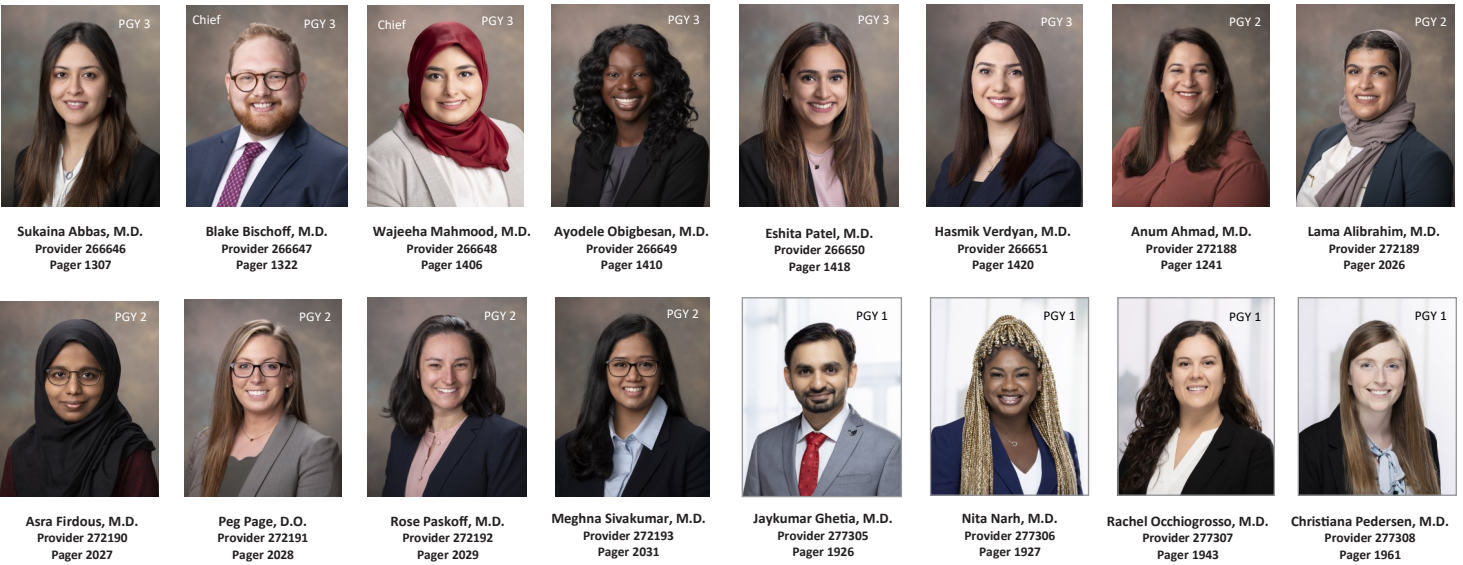 PGY 3
Chief
PGY 3
Chief
PGY 3
PGY 3
PGY 3
PGY 3
PGY 2
PGY 2
Sukaina Abbas, M.D.
Provider 266646
Pager 1307
Blake Bischoff, M.D.
Provider 266647
Pager 1322
Wajeeha Mahmood, M.D.
Provider 266648
Pager 1406
Ayodele Obigbesan, M.D.
Provider 266649
Pager 1410
Eshita Patel, M.D.
Provider 266650
Pager 1418
Hasmik Verdyan, M.D.
Provider 266651
Pager 1420
Anum Ahmad, M.D.
Provider 272188
Pager 1241
Lama Alibrahim, M.D.
Provider 272189
Pager 2026
PGY 2
PGY 2
PGY 2
PGY 2
PGY 1
PGY 1
PGY 1
PGY 1
Asra Firdous, M.D.
Provider 272190
Pager 2027
Peg Page, D.O.
Provider 272191
Pager 2028
Rose Paskoff, M.D.
Provider 272192
Pager 2029
Meghna Sivakumar, M.D.
Provider 272193
Pager 2031
Jaykumar Ghetia, M.D.
Provider 277305
Pager 1926
Nita Narh, M.D.
Provider 277306
Pager 1927
Rachel Occhiogrosso, M.D.
Provider 277307
Pager 1943
Christiana Pedersen, M.D.
Provider 277308
Pager 1961